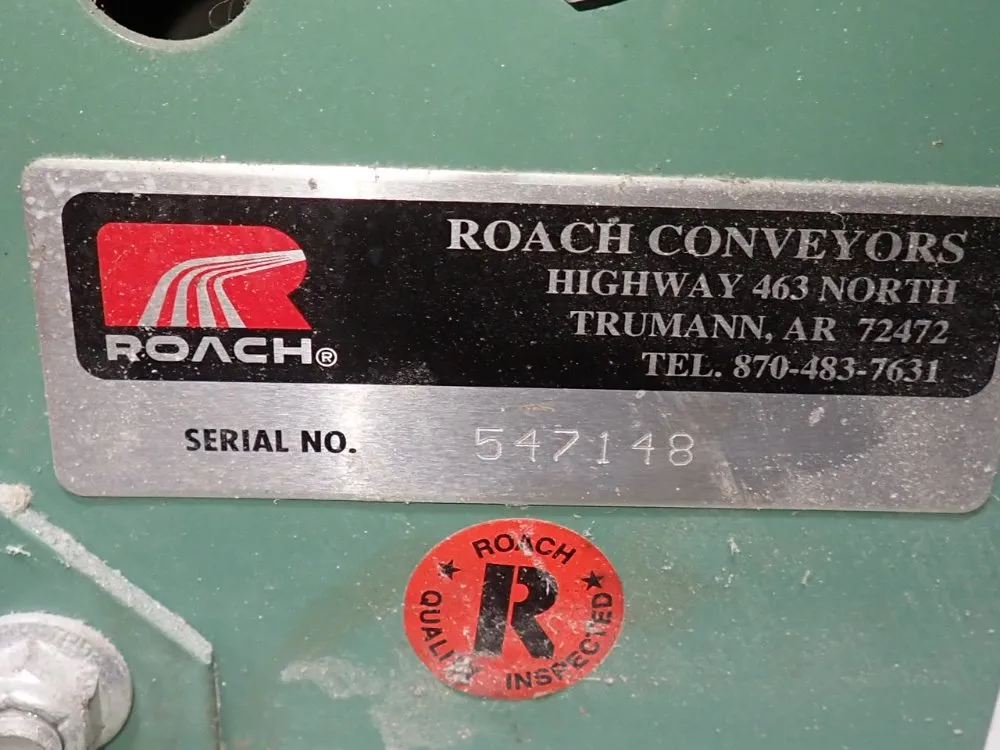 ROACH CONVEYORS
HIGHWAY 463 NORTH
TRUMANN, AR 72472
TEL. 870-483-7631
ROACH®
SERIAL NO. 547148
ROACH
R
QUALITY INSPECTED